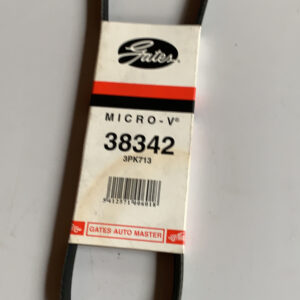 Gates
MICRO-V®
38342
3PK713
GATES AUTO MASTER